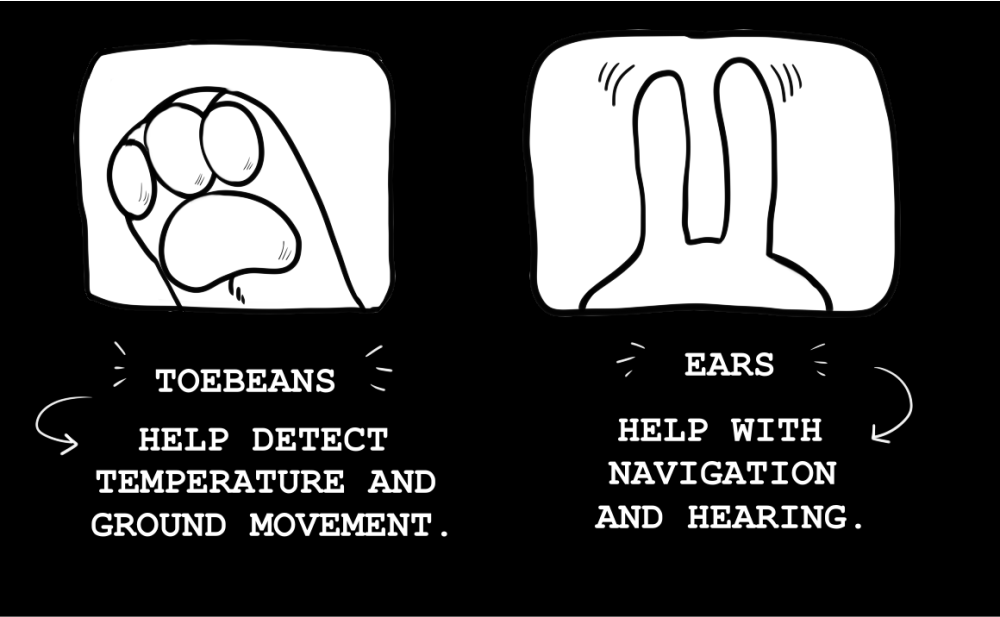 TOEBEANS
HELP DETECT
TEMPERATURE AND
GROUND MOVEMENT.
EARS
HELP WITH
NAVIGATION
AND HEARING.